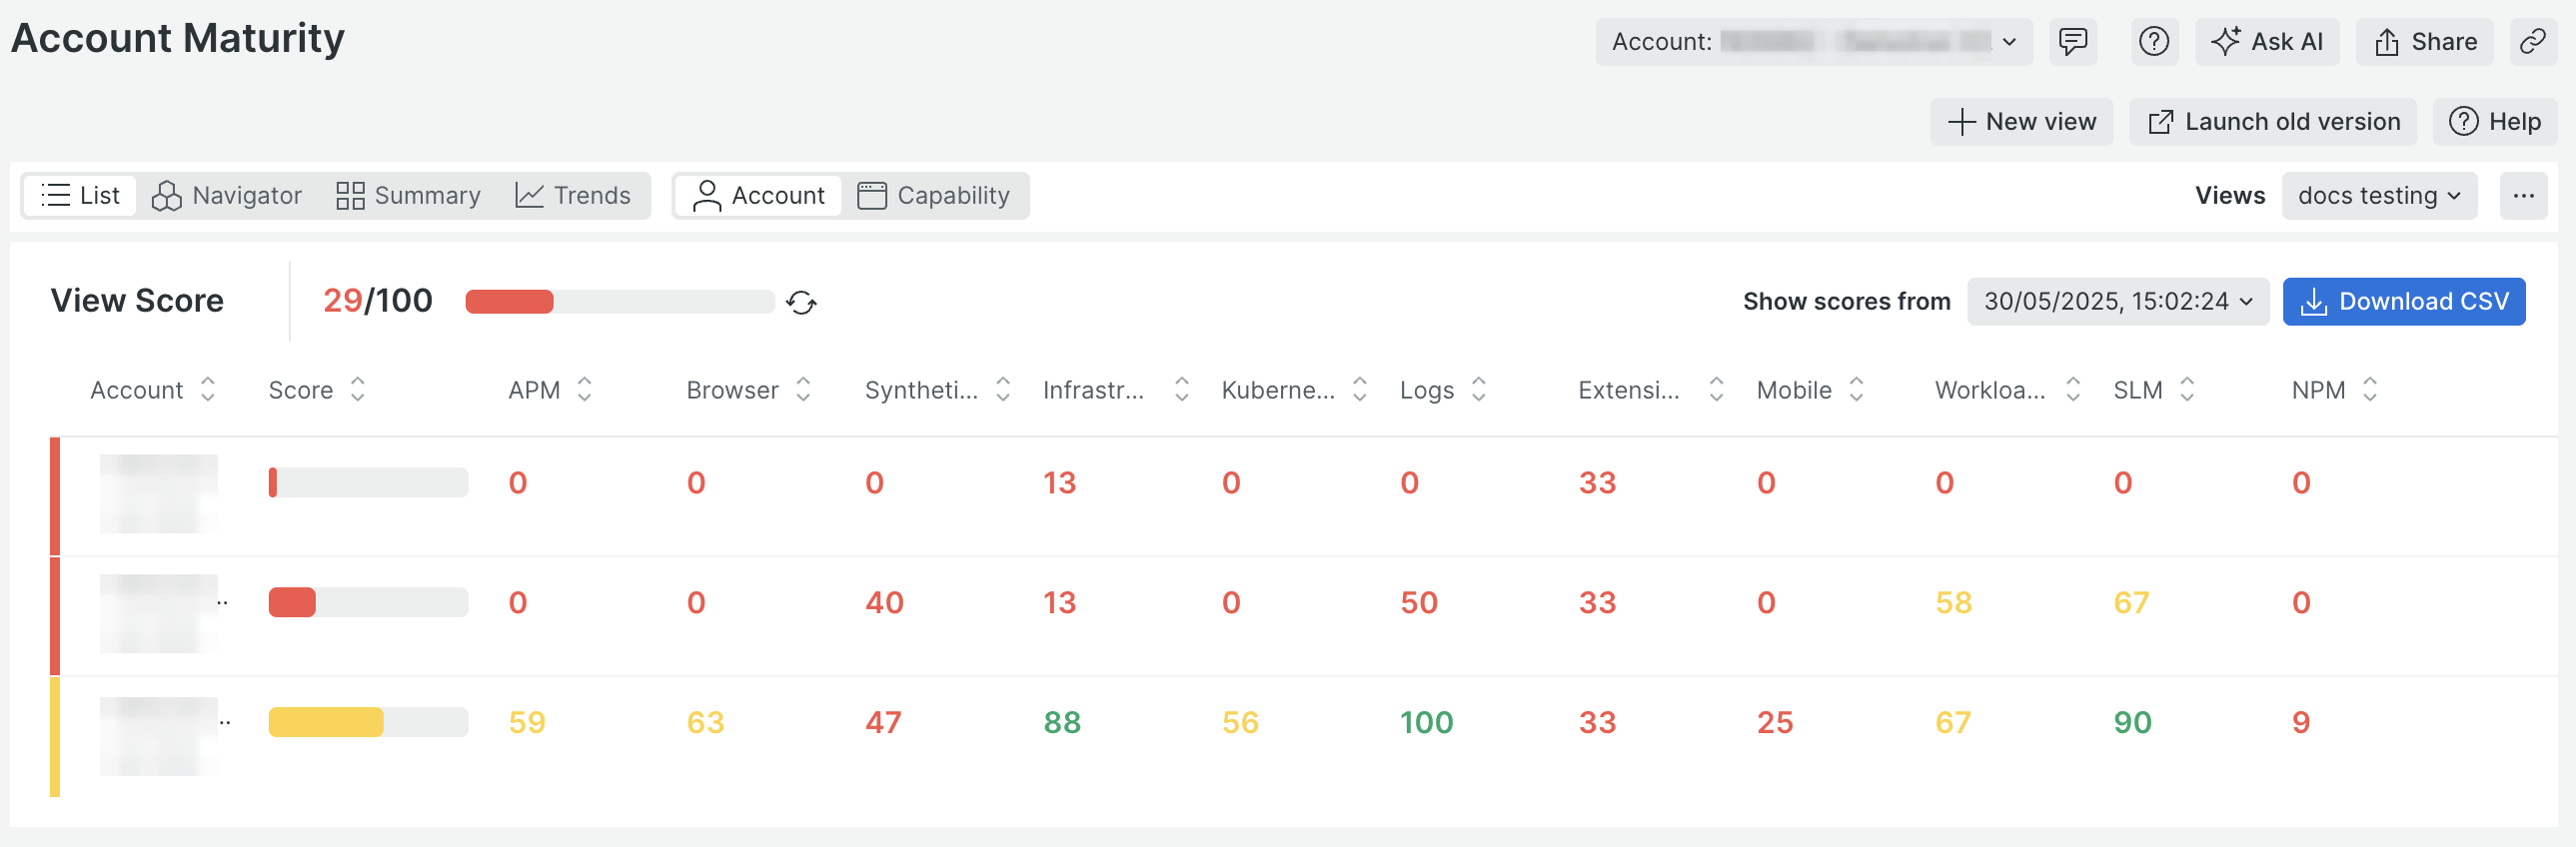 Account Maturity
Account:
Ask AI
Share
New view
Launch old version
Help
List Navigator Summary Trends Account Capability
Views docs testing ...
View Score 29/100
Show scores from 30/05/2025, 15:02:24 Download CSV
Account Score APM Browser Syntheti... Infrastr... Kuberne... Logs Extensi... Mobile Workloa... SLM NPM
0 0 0 13 0 0 33 0 0 0 0
.. 0 0 40 13 0 50 33 0 58 67 0
.. 59 63 47 88 56 100 33 25 67 90 9